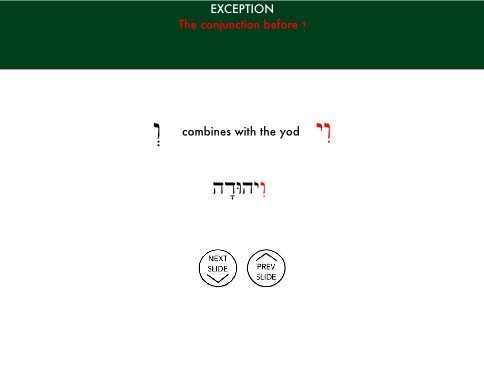 EXCEPTION
The conjunction before יְ
וְ combines with the yod וִי
וִיהוּדָה
NEXT SLIDE
PREV SLIDE